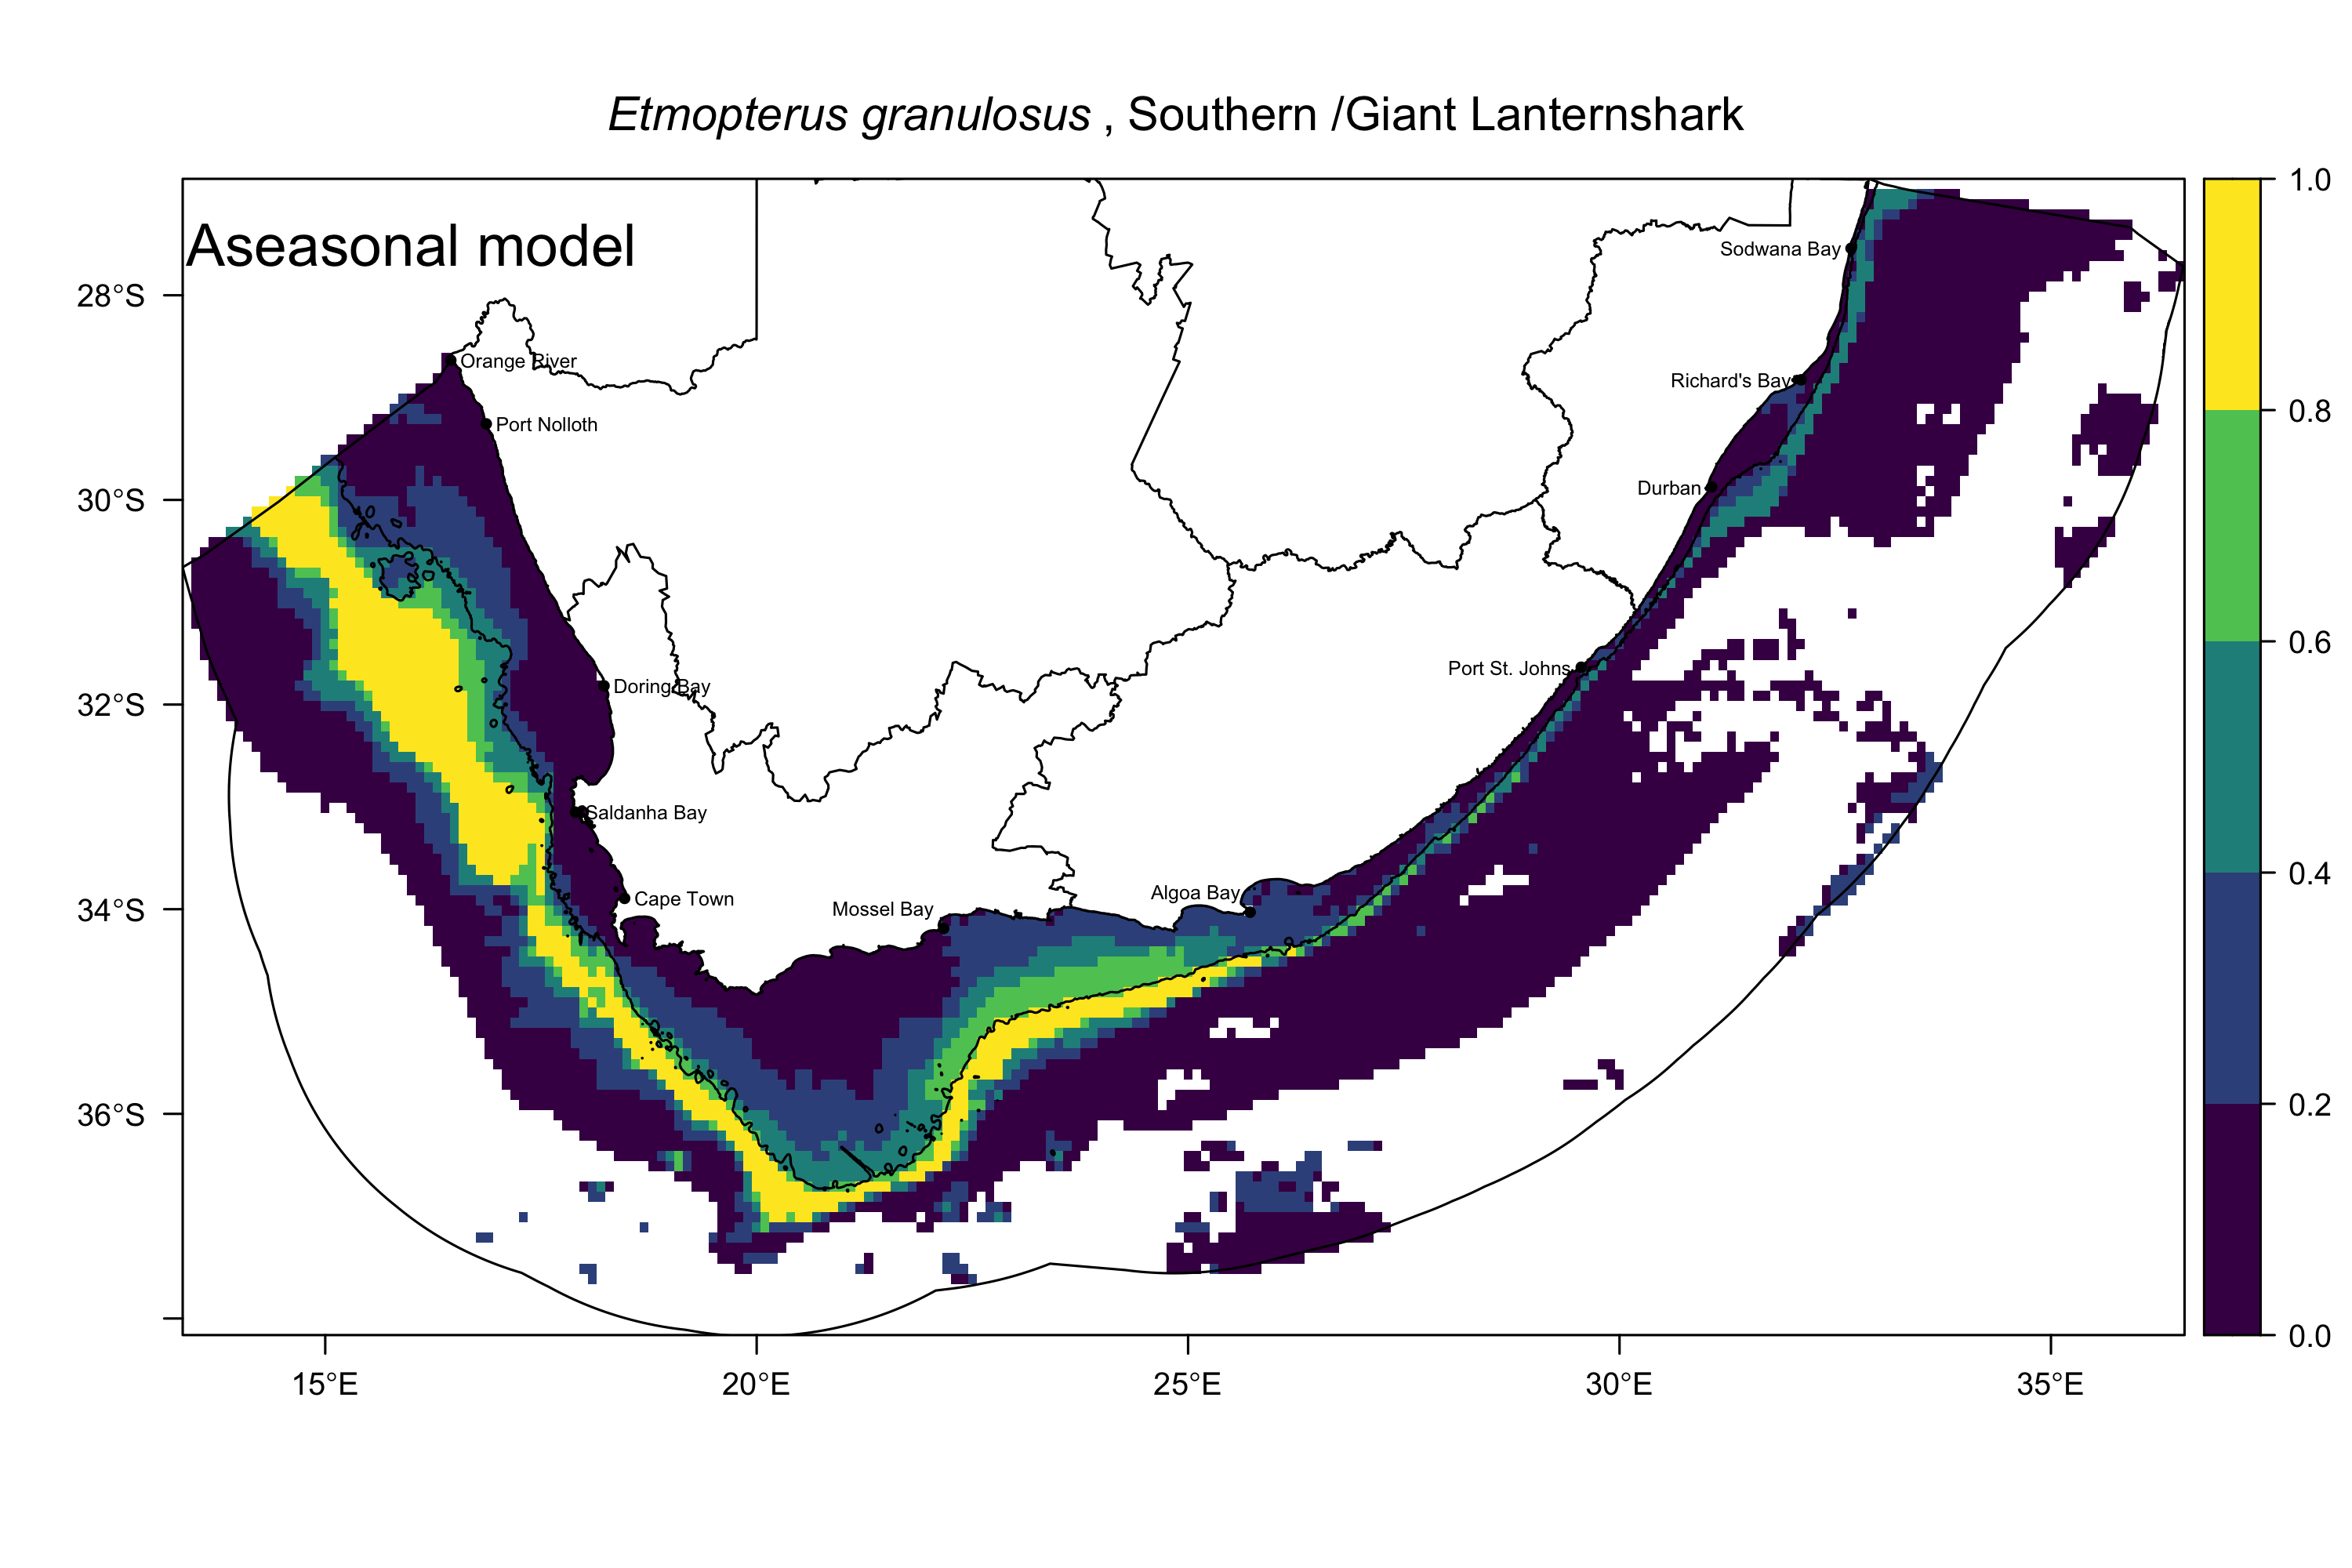 Etmopterus granulosus , Southern /Giant Lanternshark
Aseasonal model
1.0
0.8
0.6
0.4
0.2
0.0
28°S
30°S
32°S
34°S
36°S
15°E
20°E
25°E
30°E
35°E
Sodwana Bay
Orange River
Richard's Bay
Port Nolloth
Durban
Port St. Johns
Doring Bay
Saldanha Bay
Algoa Bay
Cape Town
Mossel Bay